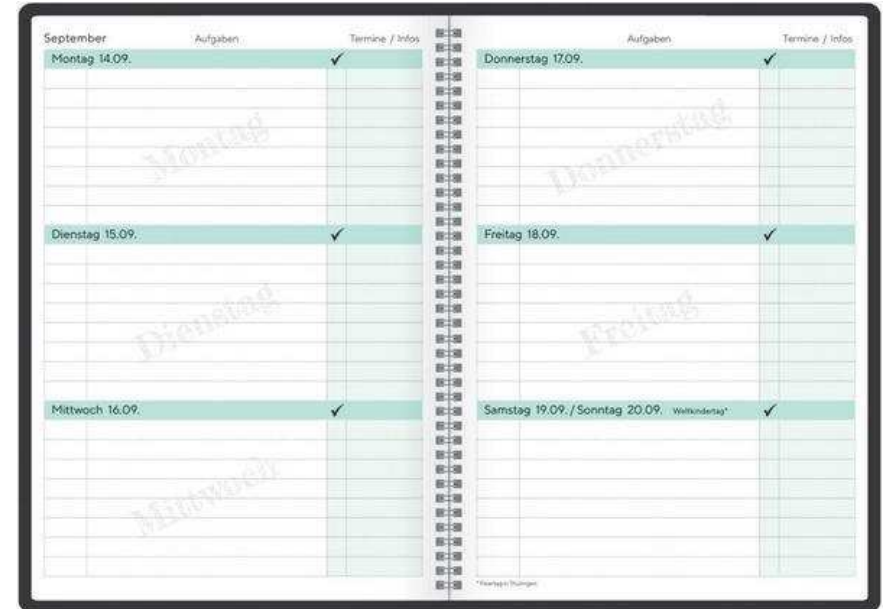 September Aufgaben Termine / Infos
Montag 14.09. ✓
Montag
Dienstag 15.09. ✓
Dienstag
Mittwoch 16.09. ✓
Mittwoch
Aufgaben Termine / Infos
Donnerstag 17.09. ✓
Donnerstag
Freitag 18.09. ✓
Freitag
Samstag 19.09. / Sonntag 20.09. Weltkindertag* ✓
*Feiertag in Thüringen